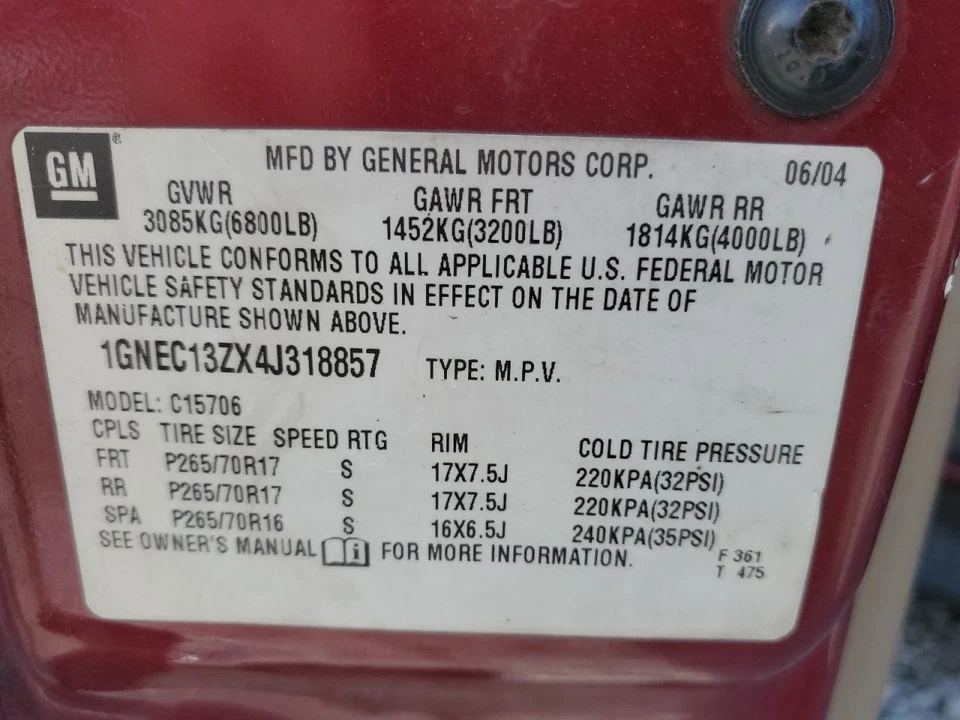 GM®
MFD BY GENERAL MOTORS CORP. 06/04
GVWR GAWR FRT GAWR RR
3085KG(6800LB) 1452KG(3200LB) 1814KG(4000LB)
THIS VEHICLE CONFORMS TO ALL APPLICABLE U.S. FEDERAL MOTOR
VEHICLE SAFETY STANDARDS IN EFFECT ON THE DATE OF
MANUFACTURE SHOWN ABOVE.
1GNEC13ZX4J318857 TYPE: M.P.V.
MODEL: C15706
CPLS TIRE SIZE SPEED RTG RIM COLD TIRE PRESSURE
FRT P265/70R17 S 17X7.5J 220KPA(32PSI)
RR P265/70R17 S 17X7.5J 220KPA(32PSI)
SPA P265/70R16 S 16X6.5J 240KPA(35PSI)
SEE OWNER'S MANUAL i FOR MORE INFORMATION.
F 361
T 475